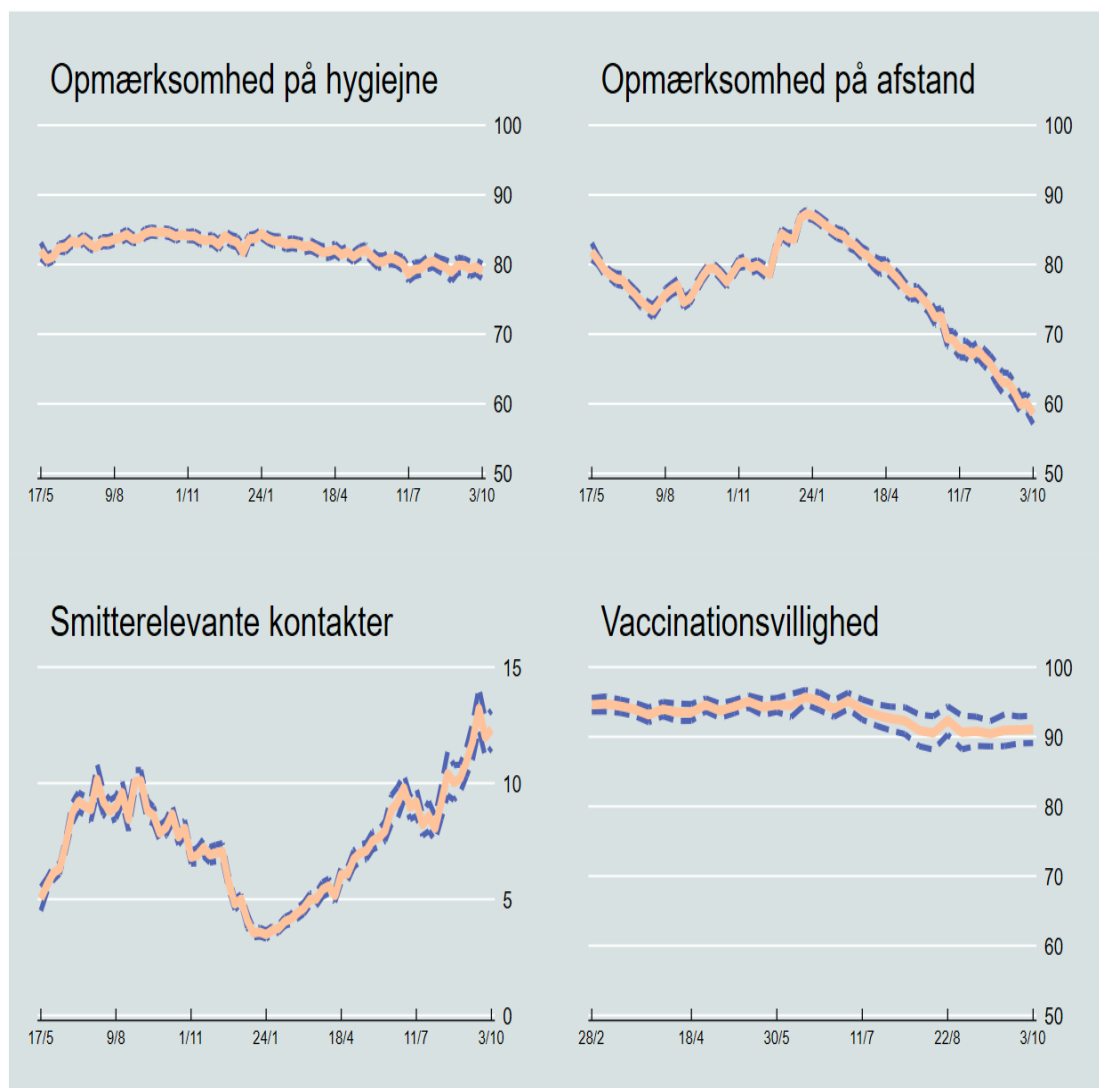 Opmærksomhed på hygiejne
100
90
80
70
60
50
17/5 9/8 1/11 24/1 18/4 11/7 3/10
Opmærksomhed på afstand
100
90
80
70
60
50
17/5 9/8 1/11 24/1 18/4 11/7 3/10
Smitterelevante kontakter
15
10
5
0
17/5 9/8 1/11 24/1 18/4 11/7 3/10
Vaccinationsvillighed
100
90
80
70
60
50
28/2 18/4 30/5 11/7 22/8 3/10